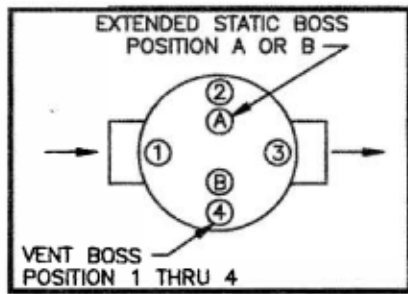 EXTENDED STATIC BOSS
POSITION A OR B
2
A
1
3
B
4
VENT BOSS
POSITION 1 THRU 4